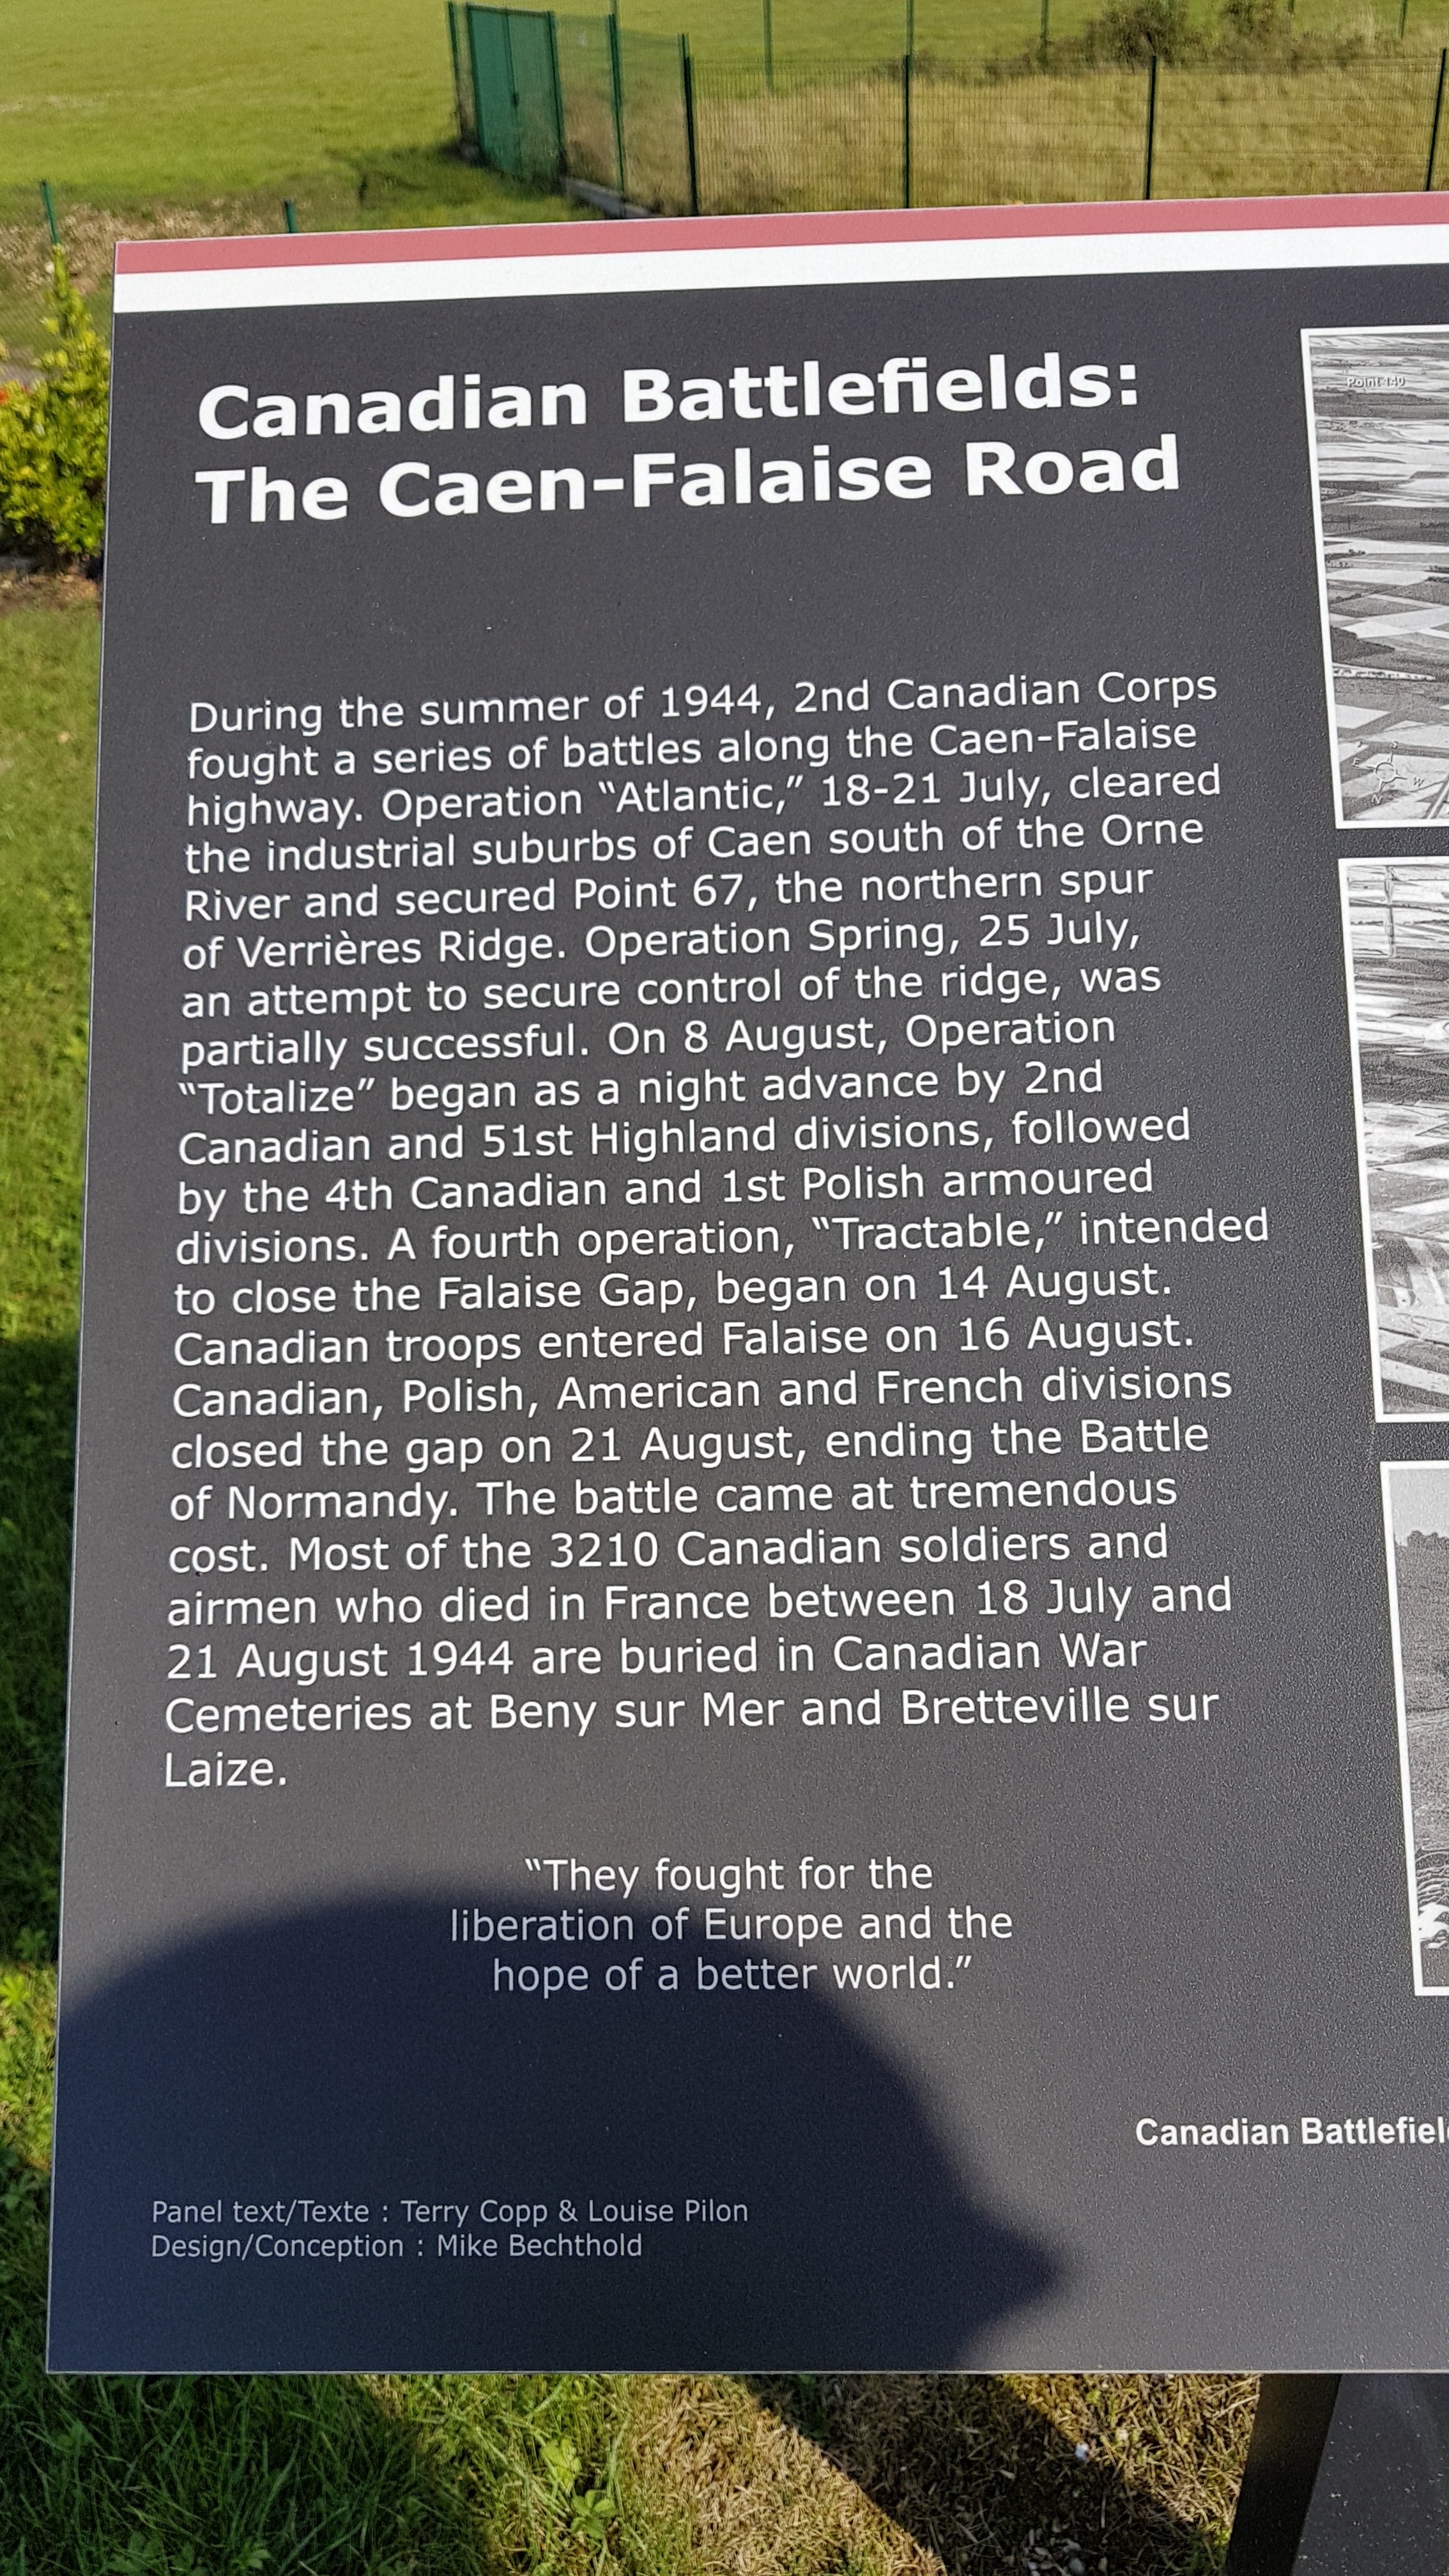 Canadian Battlefields:
The Caen-Falaise Road
During the summer of 1944, 2nd Canadian Corps
fought a series of battles along the Caen-Falaise
highway. Operation “Atlantic,” 18-21 July, cleared
the industrial suburbs of Caen south of the Orne
River and secured Point 67, the northern spur
of Verrières Ridge. Operation Spring, 25 July,
an attempt to secure control of the ridge, was
partially successful. On 8 August, Operation
“Totalize” began as a night advance by 2nd
Canadian and 51st Highland divisions, followed
by the 4th Canadian and 1st Polish armoured
divisions. A fourth operation, “Tractable,” intended
to close the Falaise Gap, began on 14 August.
Canadian troops entered Falaise on 16 August.
Canadian, Polish, American and French divisions
closed the gap on 21 August, ending the Battle
of Normandy. The battle came at tremendous
cost. Most of the 3210 Canadian soldiers and
airmen who died in France between 18 July and
21 August 1944 are buried in Canadian War
Cemeteries at Beny sur Mer and Bretteville sur
Laize.
“They fought for the
liberation of Europe and the
hope of a better world.”
Canadian Battlefiel
Panel text/Texte : Terry Copp & Louise Pilon
Design/Conception : Mike Bechthold
Point 140
S
E
W
N